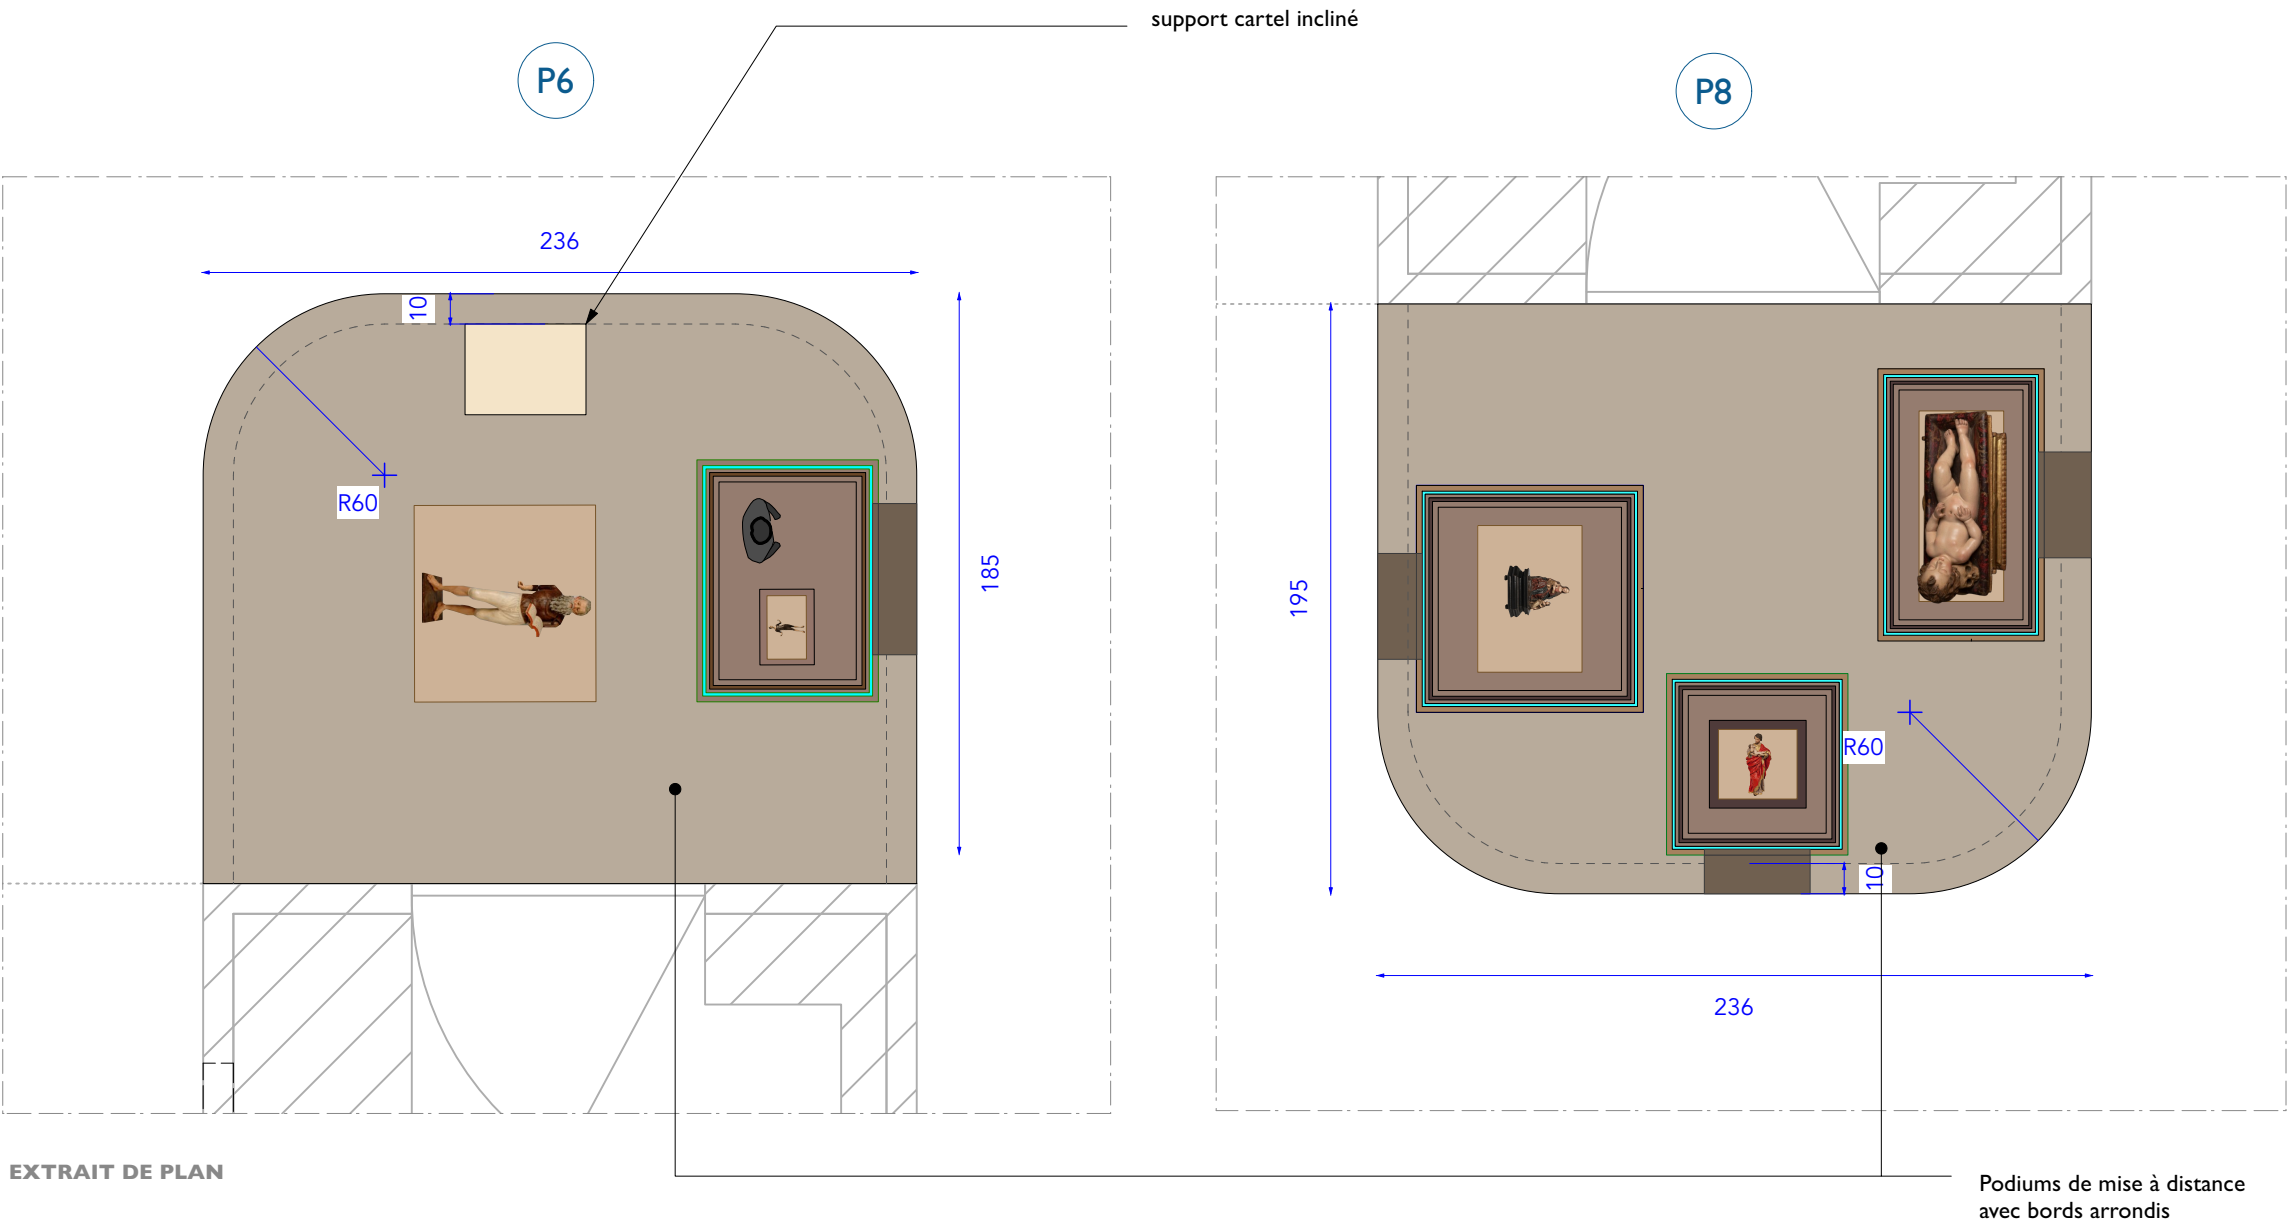 support cartel incliné
P6
P8
236
10
R60
185
195
R60
10
236
EXTRAIT DE PLAN
Podiums de mise à distance
avec bords arrondis